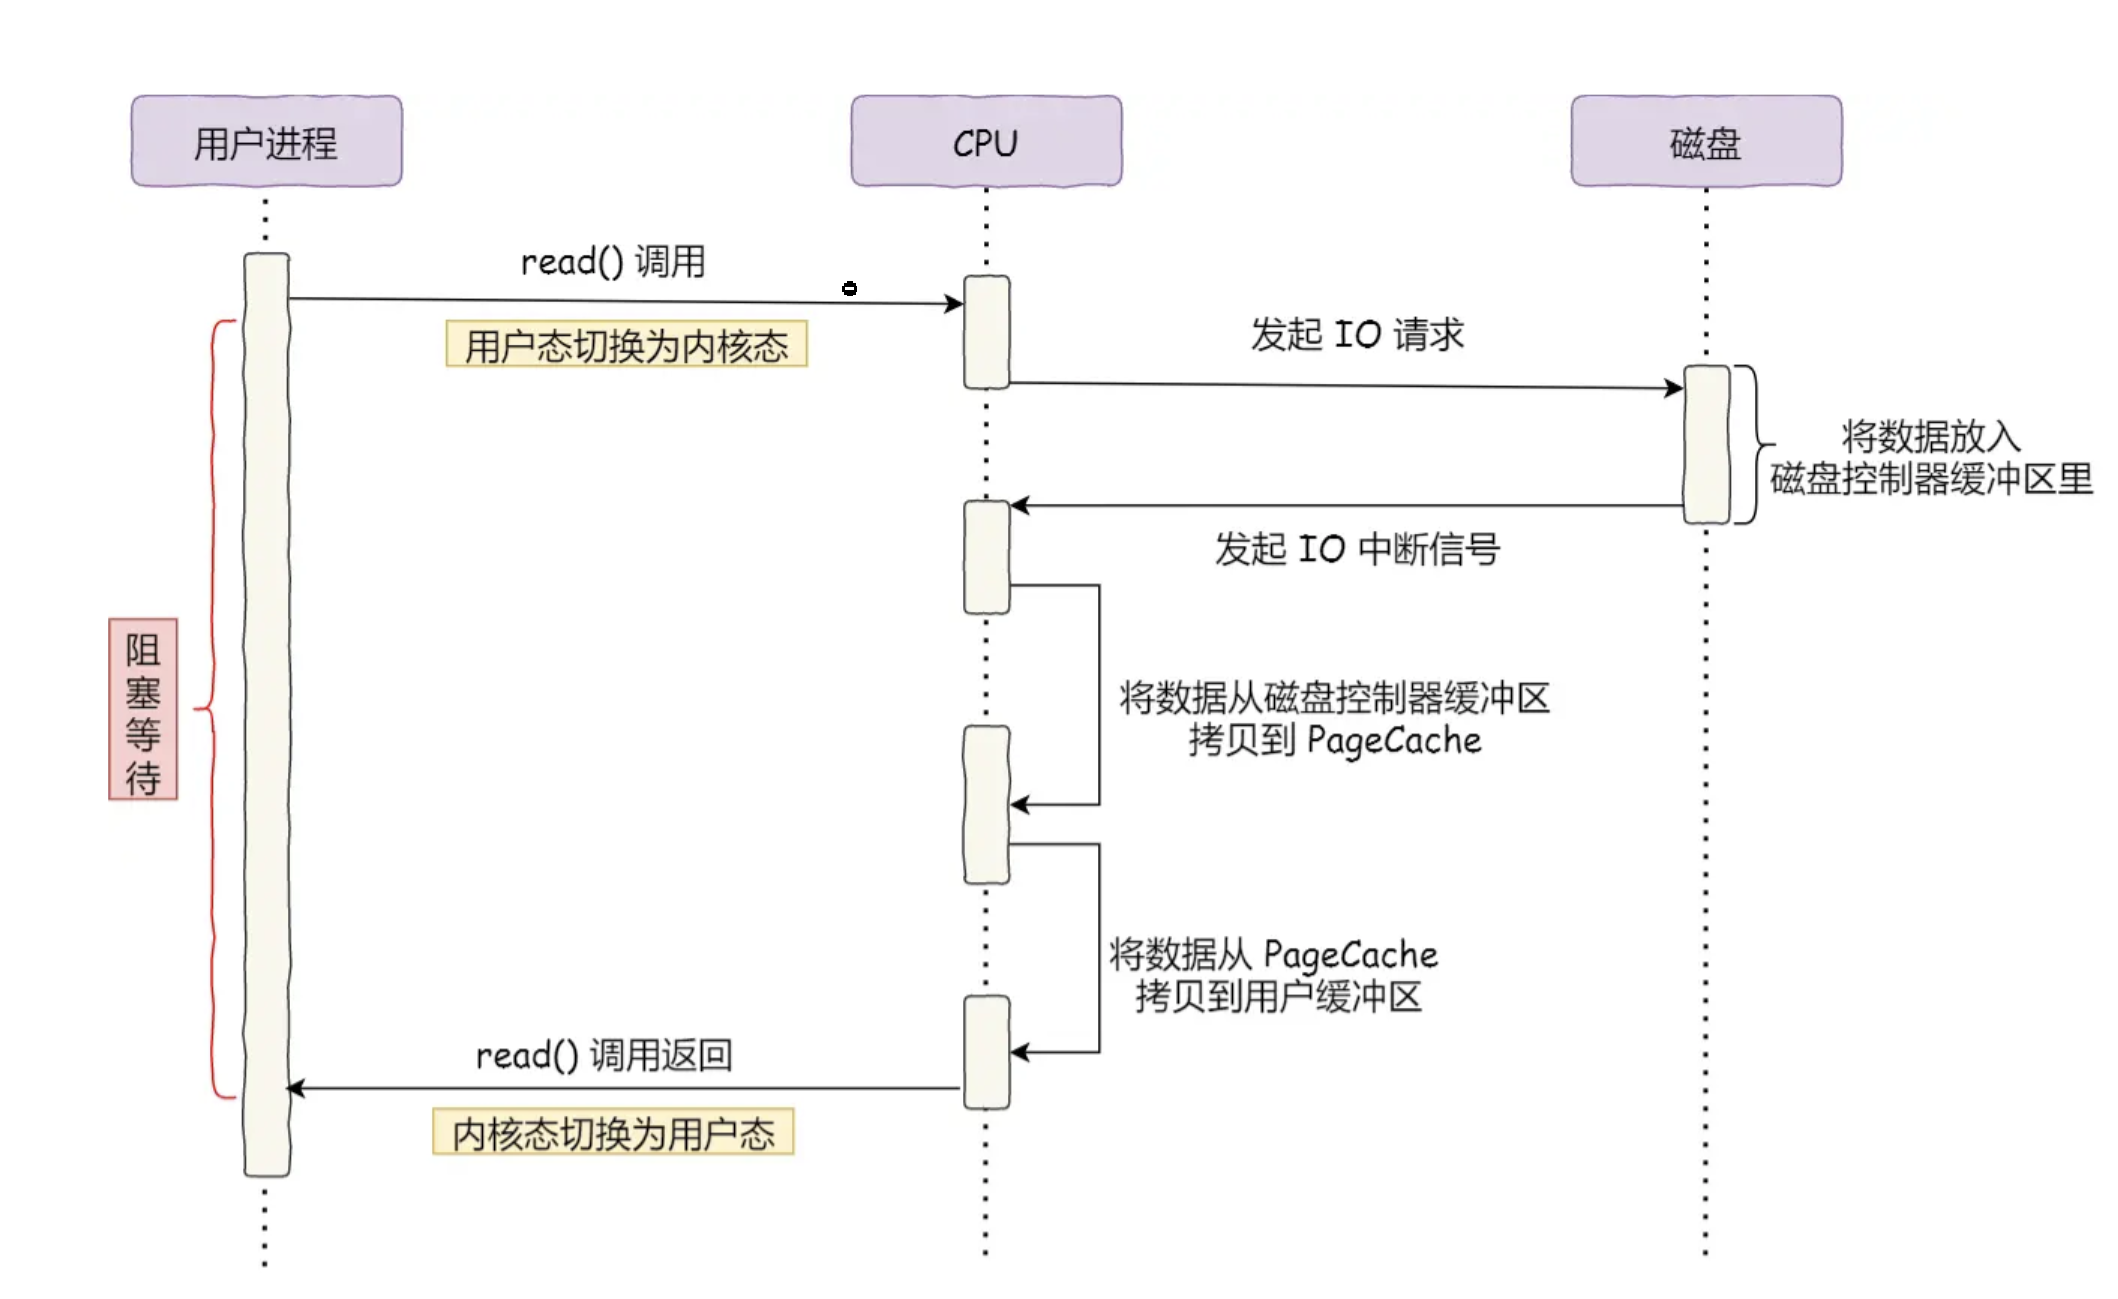 用户进程
CPU
磁盘
read() 调用
用户态切换为内核态
发起 IO 请求
将数据放入
磁盘控制器缓冲区里
发起 IO 中断信号
阻
塞
等
待
将数据从磁盘控制器缓冲区
拷贝到 PageCache
将数据从 PageCache
拷贝到用户缓冲区
read() 调用返回
内核态切换为用户态